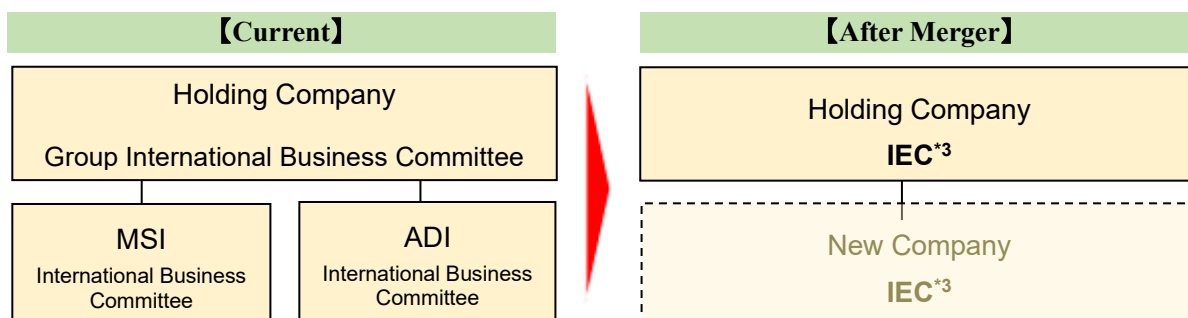 【Current】
Holding Company
Group International Business Committee
MSI
International Business
Committee
ADI
International Business
Committee
【After Merger】
Holding Company
IEC*3
New Company
IEC*3